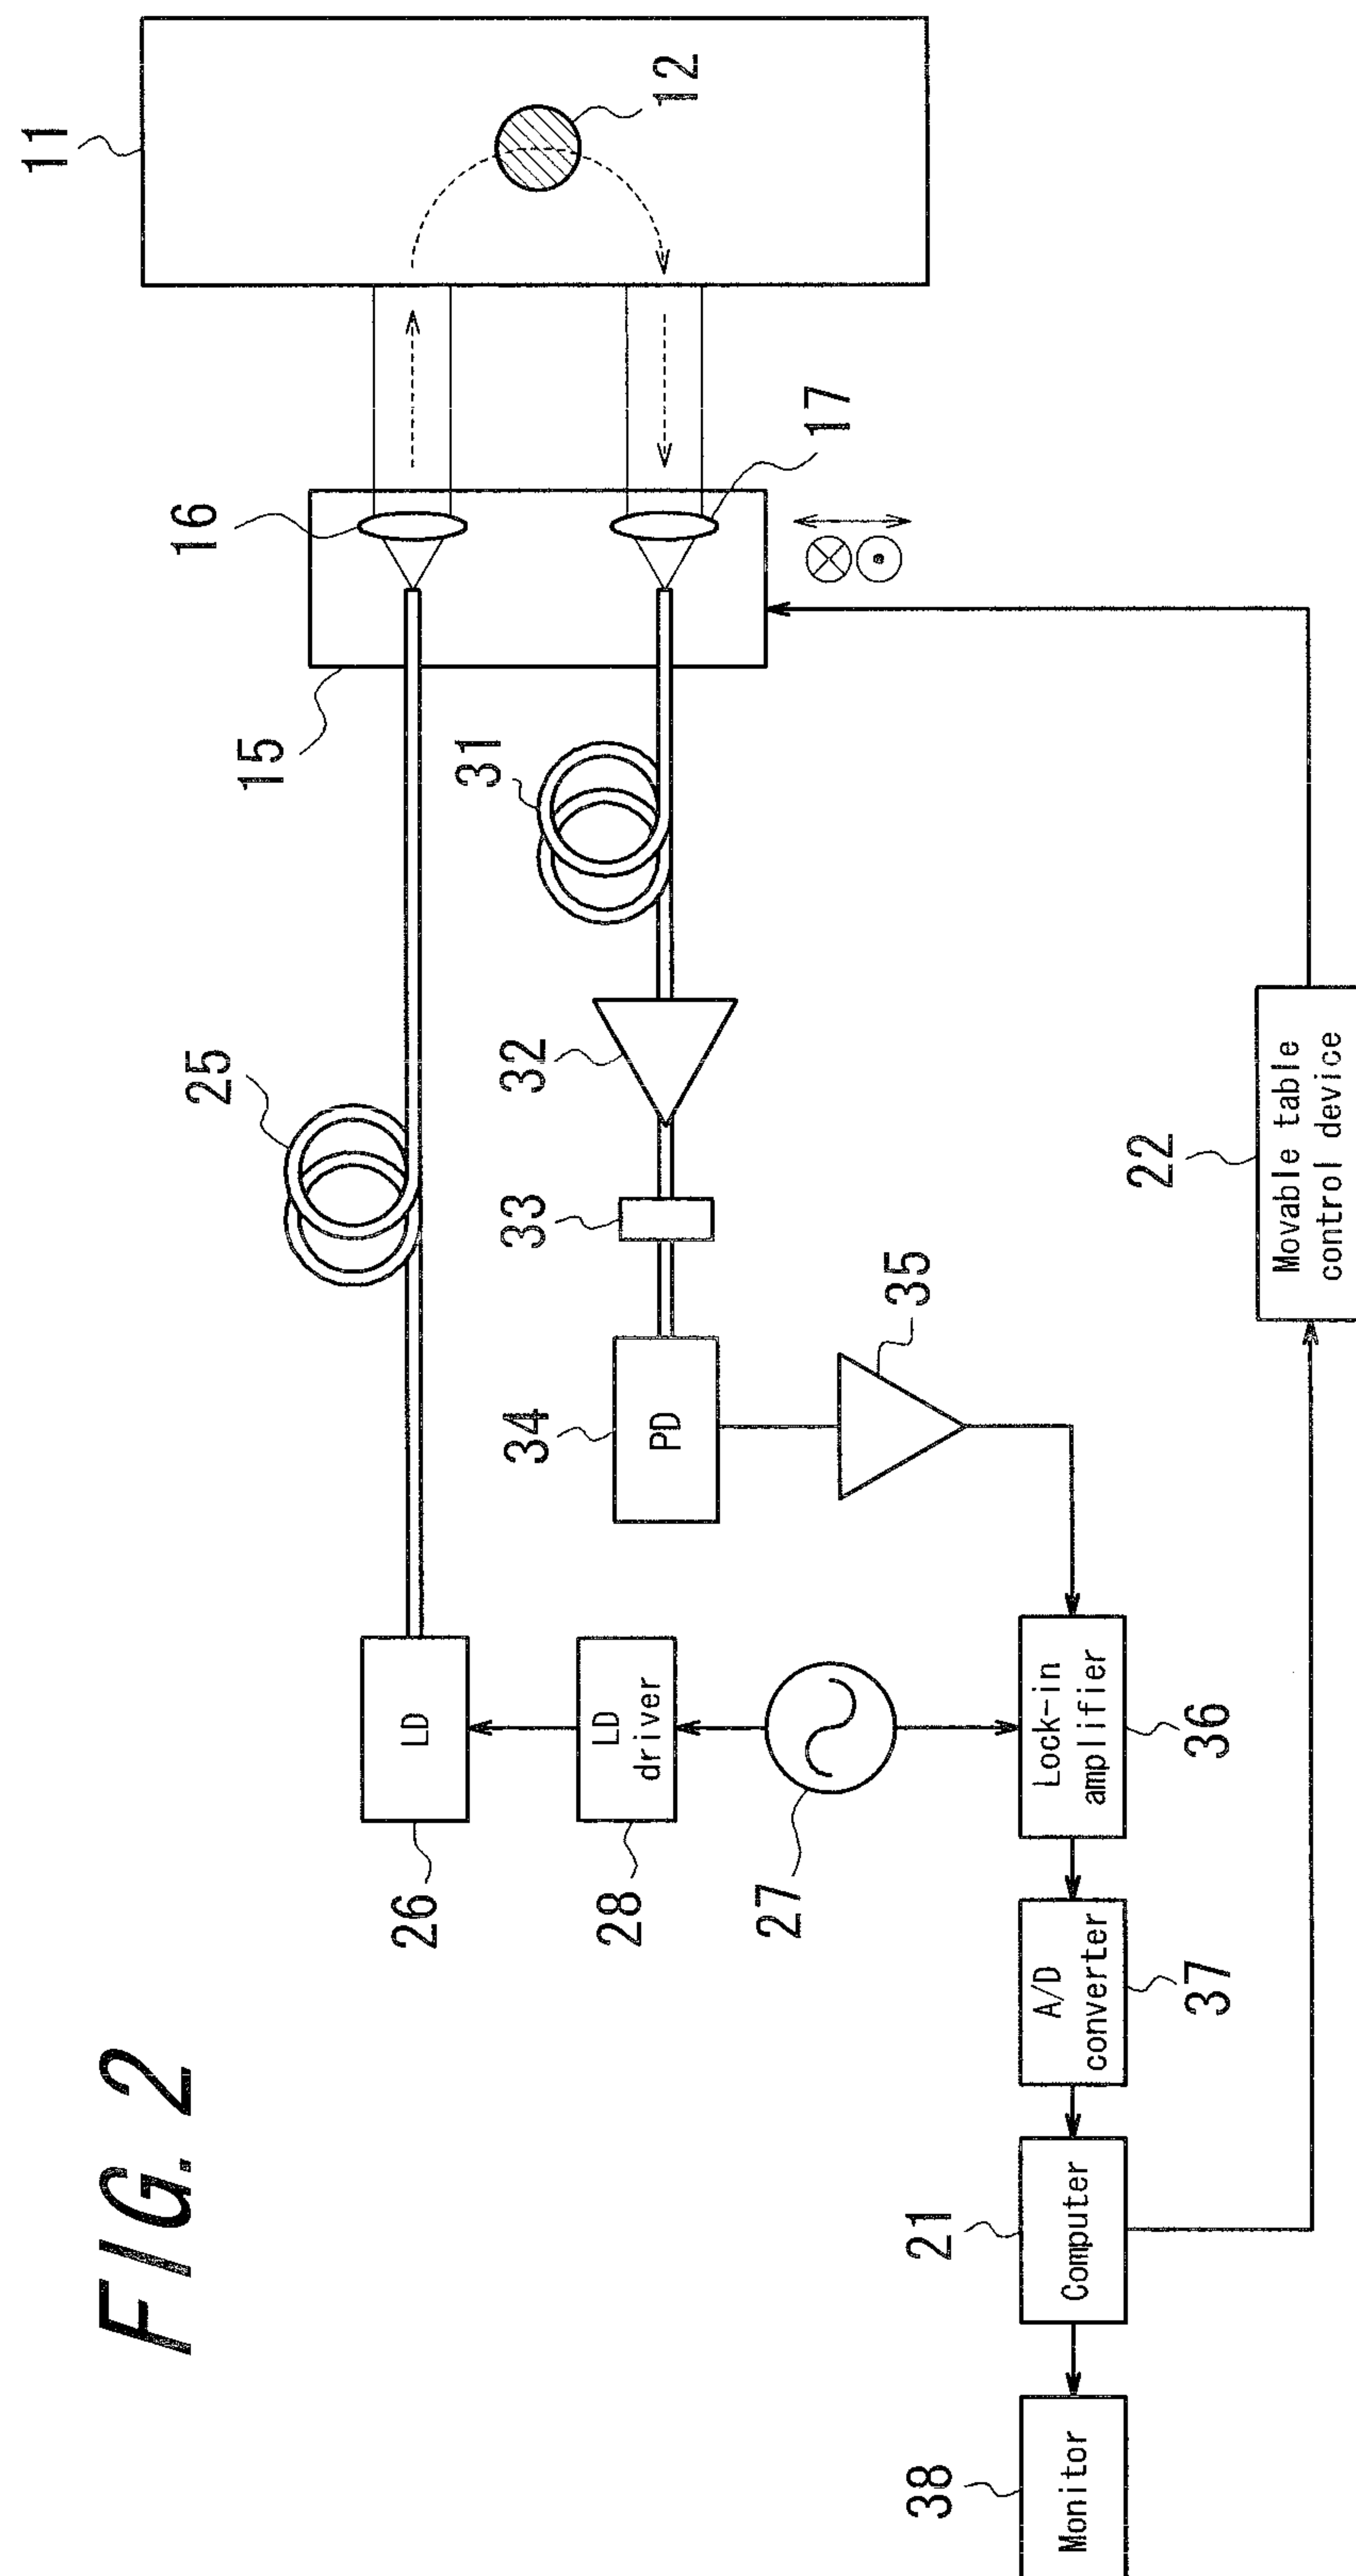 FIG. 2
11
12
16
17
15
31
25
32
33
34
PD
35
22
Movable table
control device
LD
26
LD
driver
28
27
Lock-in
amplifier
36
A/D
converter
37
Computer
21
Monitor
38